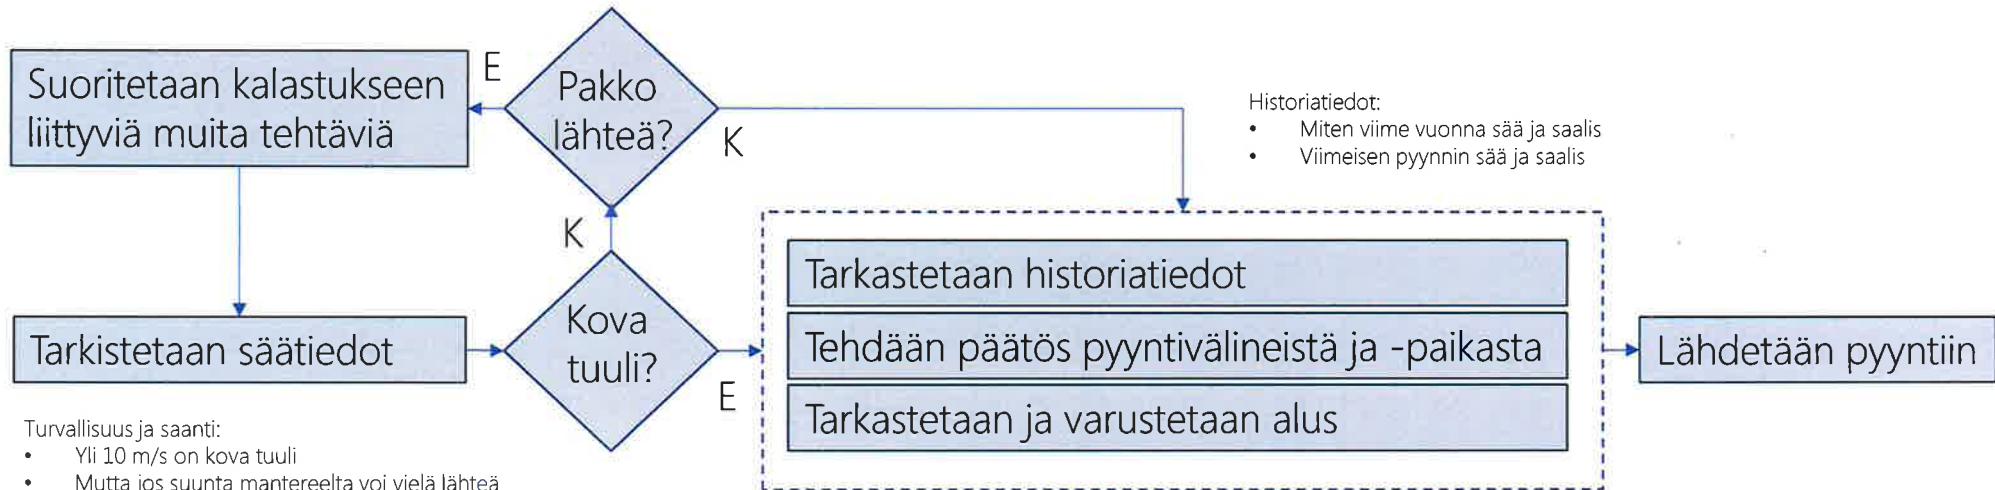 Suoritetaan kalastukseen
liittyviä muita tehtäviä
E
Pakko
lähteä?
K
Historiatiedot:
• Miten viime vuonna sää ja saalis
• Viimeisen pyynnin sää ja saalis
K
Tarkistetaan säätiedot
Kova
tuuli?
E
Tarkastetaan historiatiedot
Tehdään päätös pyyntivälineistä ja -paikasta
Tarkastetaan ja varustetaan alus
Lähdetään pyyntiin
Turvallisuus ja saanti:
• Yli 10 m/s on kova tuuli
• Mutta jos suunta mantereelta voi vielä lähteä